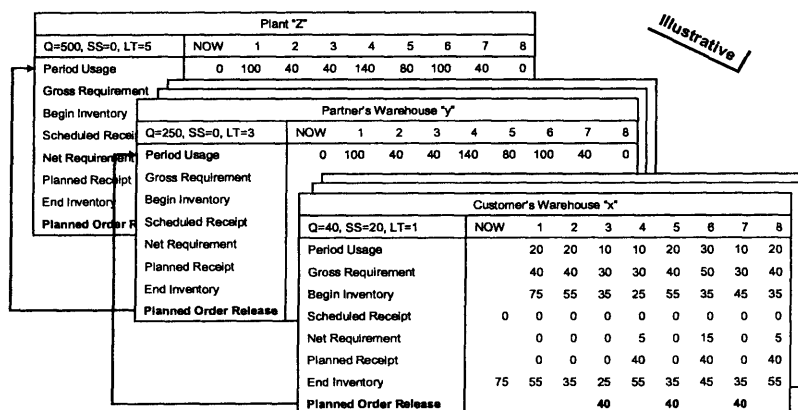 Illustrative
Plant "Z"
Q=500, SS=0, LT=5 NOW 1 2 3 4 5 6 7 8
Period Usage 0 100 40 40 140 80 100 40 0
Gross Requirement
Begin Inventory
Scheduled Recei
Net Requirement
Planned Receipt
End Inventory
Planned Order R
Partner's Warehouse "y"
Q=250, SS=0, LT=3 NOW 1 2 3 4 5 6 7 8
Period Usage 0 100 40 40 140 80 100 40 0
Gross Requirement
Begin Inventory
Scheduled Receipt
Net Requirement
Planned Receipt
End Inventory
Planned Order Release
Customer's Warehouse "x"
Q=40, SS=20, LT=1 NOW 1 2 3 4 5 6 7 8
Period Usage 20 20 10 10 20 30 10 20
Gross Requirement 40 40 30 30 40 50 30 40
Begin Inventory 75 55 35 25 55 35 45 35
Scheduled Receipt 0 0 0 0 0 0 0 0 0
Net Requirement 0 0 0 5 0 15 0 5
Planned Receipt 0 0 0 40 0 40 0 40
End Inventory 75 55 35 25 55 35 45 35 55
Planned Order Release 40 40 40